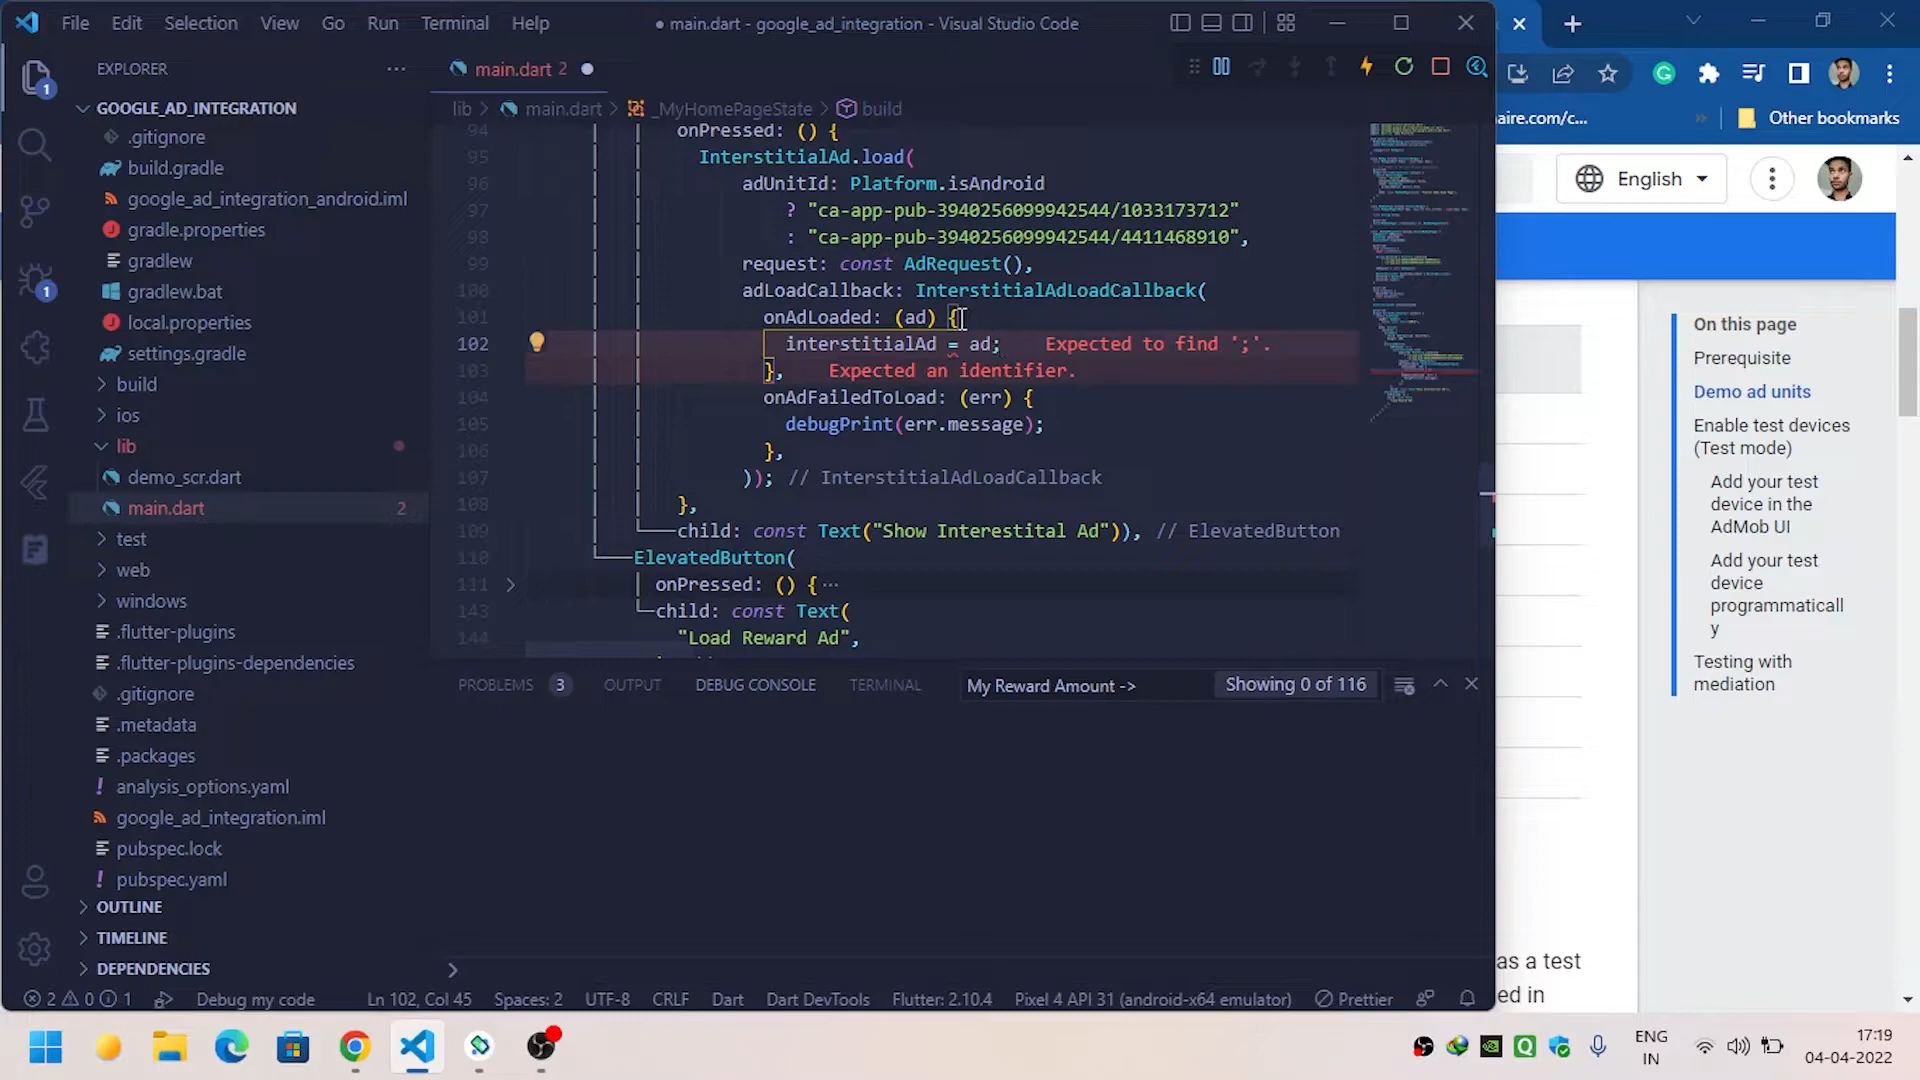 File Edit Selection View Go Run Terminal Help
● main.dart - google_ad_integration - Visual Studio Code
EXPLORER
GOOGLE_AD_INTEGRATION
.gitignore
build.gradle
google_ad_integration_android.iml
gradle.properties
gradlew
gradlew.bat
local.properties
settings.gradle
build
ios
lib
demo_scr.dart
main.dart 2
test
web
windows
.flutter-plugins
.flutter-plugins-dependencies
.gitignore
.metadata
.packages
analysis_options.yaml
google_ad_integration.iml
pubspec.lock
pubspec.yaml
OUTLINE
TIMELINE
DEPENDENCIES
1
1
main.dart 2
lib > main.dart > _MyHomePageState > build
94 onPressed: () {
95 InterstitialAd.load(
96 adUnitId: Platform.isAndroid
97 ? "ca-app-pub-3940256099942544/1033173712"
98 : "ca-app-pub-3940256099942544/4411468910",
99 request: const AdRequest(),
100 adLoadCallback: InterstitialAdLoadCallback(
101 onAdLoaded: (ad) {
102 interstitialAd = ad; Expected to find ';'.
103 }, Expected an identifier.
104 onAdFailedToLoad: (err) {
105 debugPrint(err.message);
106 },
107 )); // InterstitialAdLoadCallback
108 },
109 child: const Text("Show Interestital Ad")), // ElevatedButton
110 ElevatedButton(
111 onPressed: () {···
143 child: const Text(
144 "Load Reward Ad",
PROBLEMS 3 OUTPUT DEBUG CONSOLE TERMINAL My Reward Amount -> Showing 0 of 116
2 0 1 Debug my code Ln 102, Col 45 Spaces: 2 UTF-8 CRLF Dart Dart DevTools Flutter: 2.10.4 Pixel 4 API 31 (android-x64 emulator) Prettier
aire.com/c... » Other bookmarks
English
On this page
Prerequisite
Demo ad units
Enable test devices
(Test mode)
Add your test
device in the
AdMob UI
Add your test
device
programmaticall
y
Testing with
mediation
as a test
ed in
ENG
IN
17:19
04-04-2022